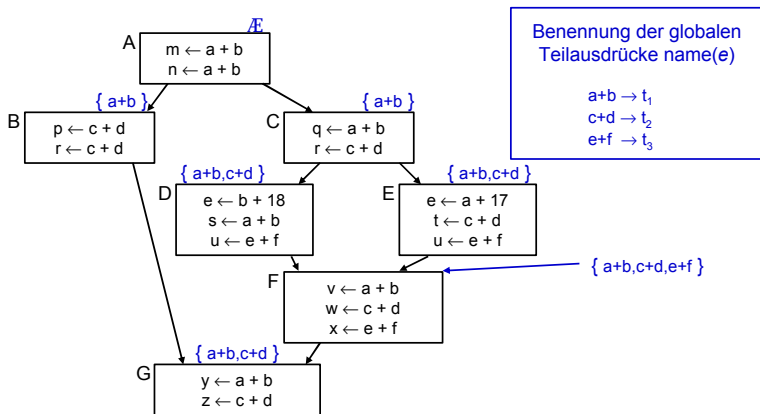 Æ
A
m ← a + b
n ← a + b
Benennung der globalen
Teilausdrücke name(e)
a+b → t₁
c+d → t₂
e+f → t₃
{ a+b }
B
p ← c + d
r ← c + d
{ a+b }
C
q ← a + b
r ← c + d
{ a+b,c+d }
D
e ← b + 18
s ← a + b
u ← e + f
{ a+b,c+d }
E
e ← a + 17
t ← c + d
u ← e + f
{ a+b,c+d,e+f }
F
v ← a + b
w ← c + d
x ← e + f
{ a+b,c+d }
G
y ← a + b
z ← c + d